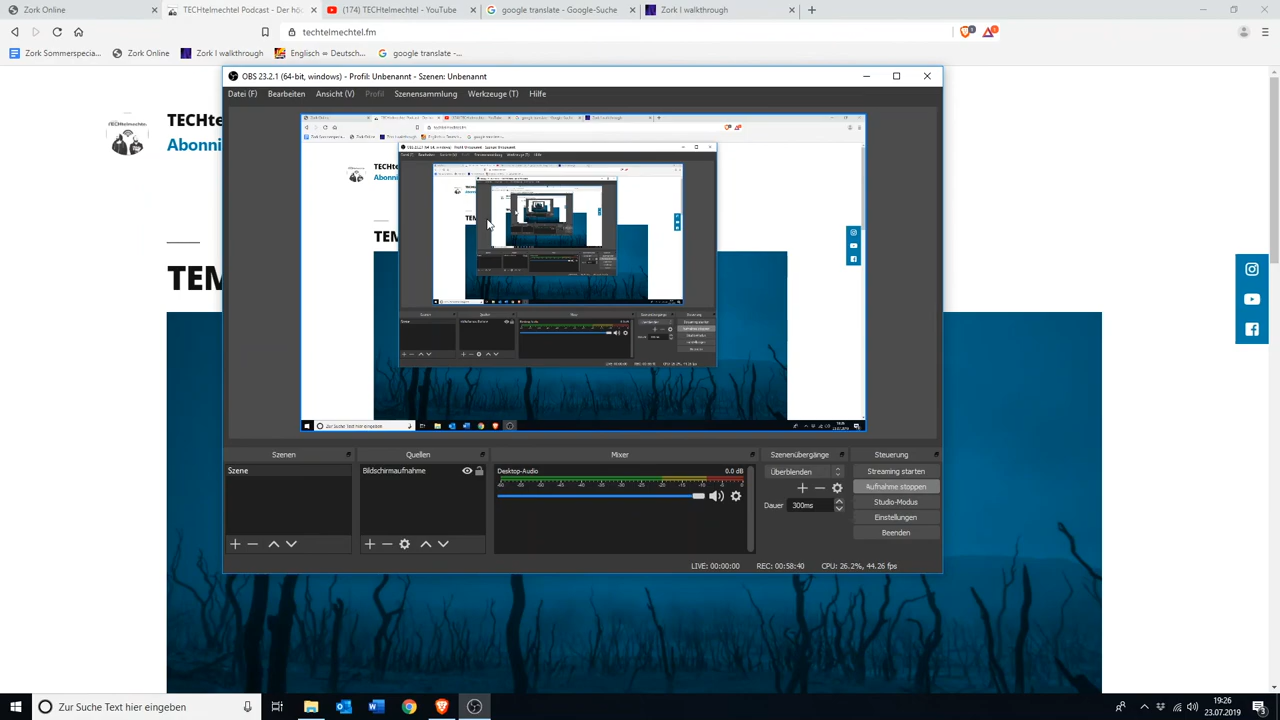 Zork Online
TECHtelmechtel Podcast - Der hö
(174) TECHtelmechtel - YouTube
google translate - Google-Suche
Zork I walkthrough
techtelmechtel.fm
Zork Sommerspecia...
Zork Online
Zork I walkthrough
Englisch ⇔ Deutsch...
google translate -...
OBS 23.2.1 (64-bit, windows) - Profil: Unbenannt - Szenen: Unbenannt
Datei (F)
Bearbeiten
Ansicht (V)
Profil
Szenensammlung
Werkzeuge (T)
Hilfe
TECHte
Abonni
TEM
Szenen
Quellen
Mixer
Szenenübergänge
Steuerung
Szene
Bildschirmaufnahme
Desktop-Audio
0.0 dB
Überblenden
Dauer
300ms
Streaming starten
Aufnahme stoppen
Studio-Modus
Einstellungen
Beenden
LIVE: 00:00:00
REC: 00:58:40
CPU: 26.2%, 44.26 fps
Zur Suche Text hier eingeben
19:26
23.07.2019